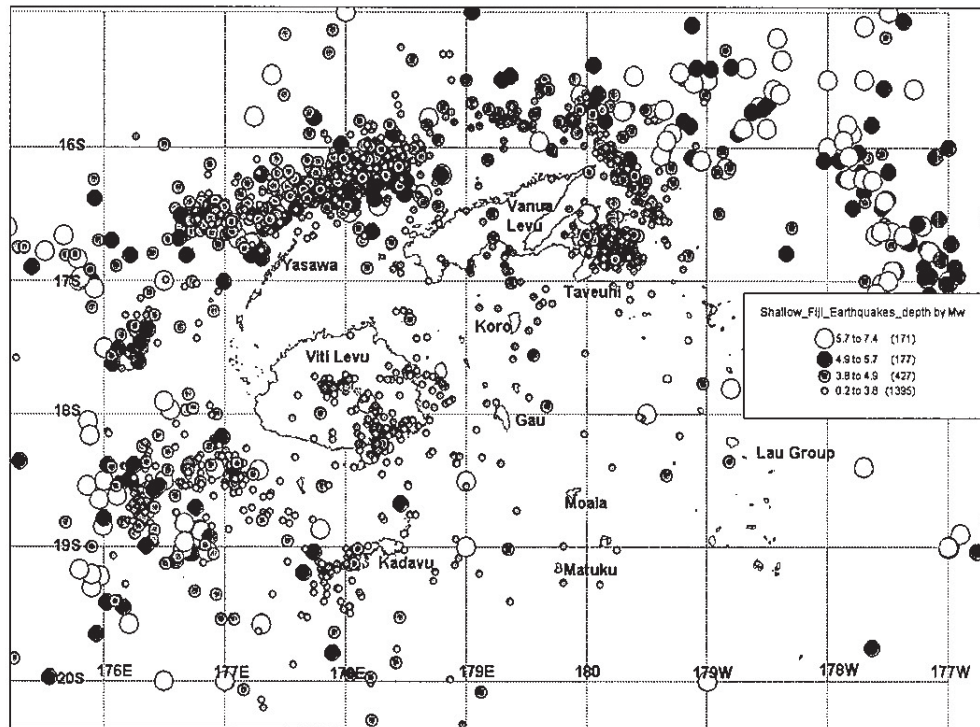 16S
Vanua
Levu
Yasawa
17S
Taveuni
Koro
Shallow_Fiji_Earthquakes_depth by Mw
5.7 to 7.4 (171)
4.9 to 5.7 (177)
3.8 to 4.9 (427)
0.2 to 3.8 (1395)
Viti Levu
18S
Gau
Lau Group
Moala
19S
Kadavu
Matuku
20S 176E 177E 178E 179E 180 179W 178W 177W